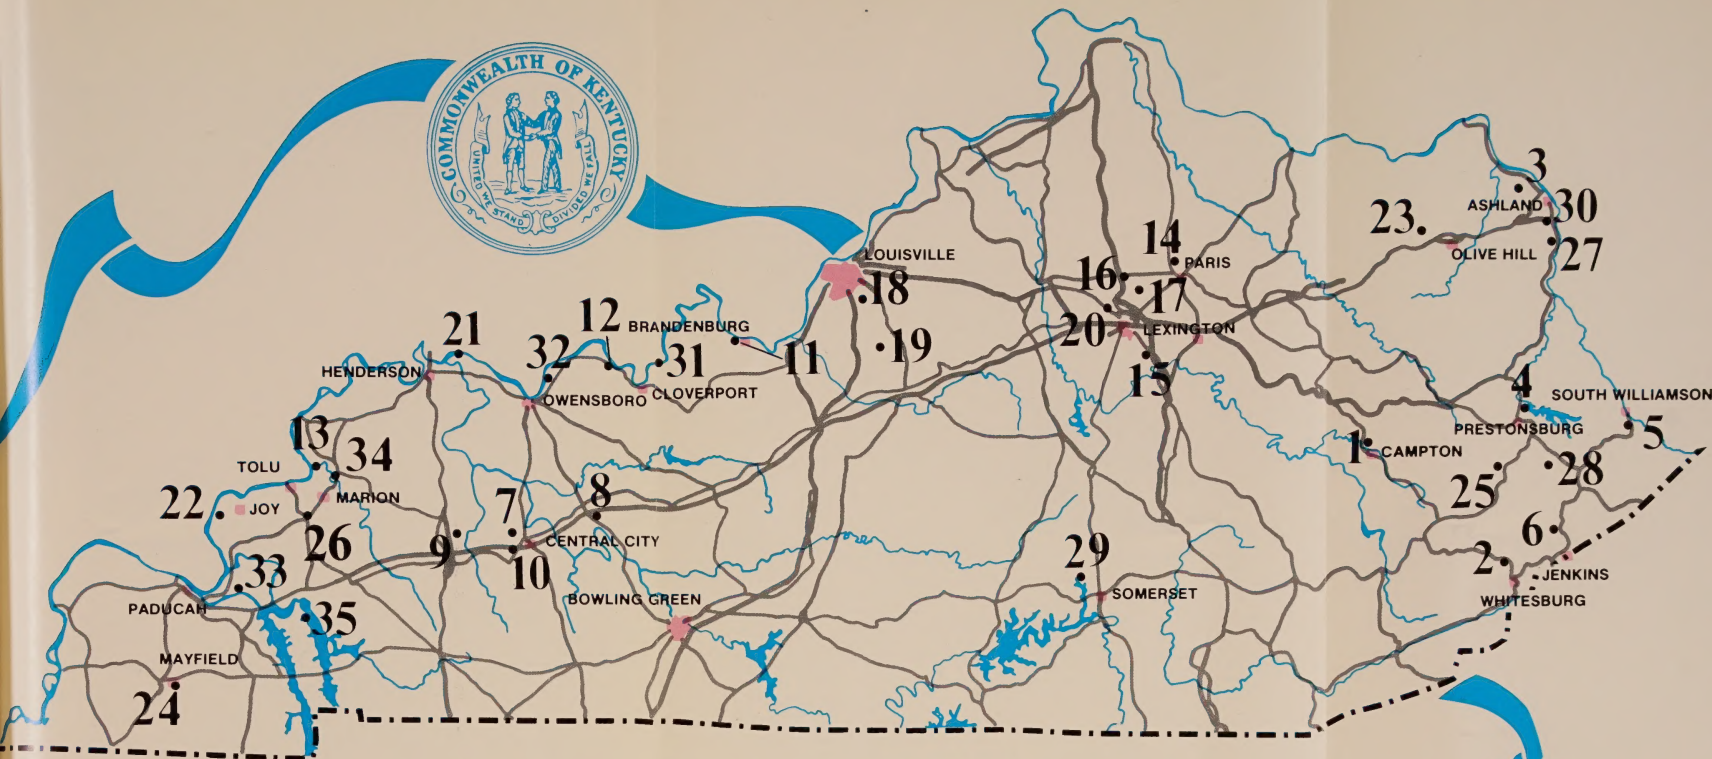 COMMONWEALTH OF KENTUCKY
UNITED WE STAND
DIVIDED WE FALL
3
ASHLAND
30
23
OLIVE HILL
27
14
LOUISVILLE
PARIS
16
17
18
20
LEXINGTON
19
15
21
12
BRANDENBURG
32
31
11
HENDERSON
OWENSBORO
CLOVERPORT
4
SOUTH WILLIAMSON
PRESTONSBURG
5
1
CAMPTON
25
28
13
34
TOLU
MARION
22
JOY
26
7
8
9
CENTRAL CITY
10
6
2
JENKINS
WHITESBURG
29
SOMERSET
33
PADUCAH
35
BOWLING GREEN
MAYFIELD
24